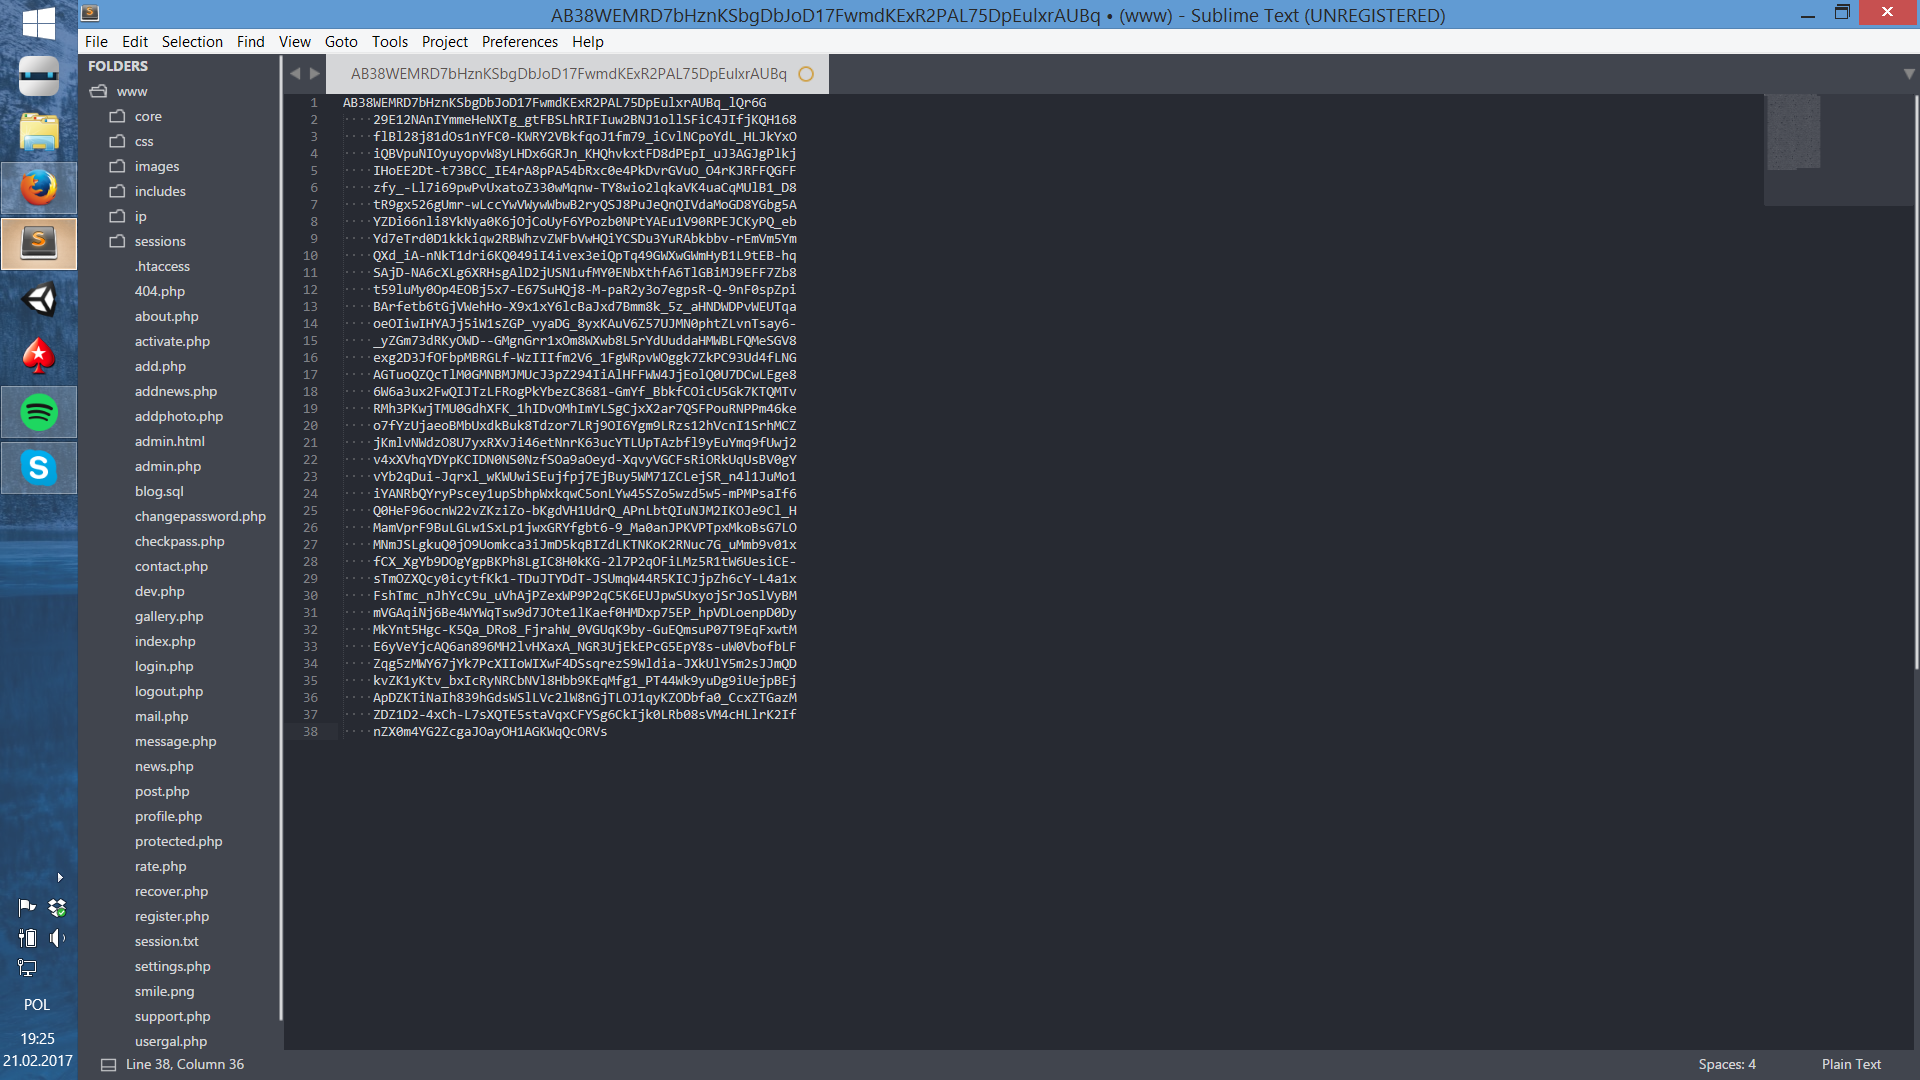 AB38WEMRD7bHznKSbgDbJoD17FwmdKExR2PAL75DpEulxrAUBq • (www) - Sublime Text (UNREGISTERED)
File Edit Selection Find View Goto Tools Project Preferences Help
FOLDERS
www
core
css
images
includes
ip
sessions
.htaccess
404.php
about.php
activate.php
add.php
addnews.php
addphoto.php
admin.html
admin.php
blog.sql
changepassword.php
checkpass.php
contact.php
dev.php
gallery.php
index.php
login.php
logout.php
mail.php
message.php
news.php
post.php
profile.php
protected.php
rate.php
recover.php
register.php
session.txt
settings.php
smile.png
support.php
usergal.php
AB38WEMRD7bHznKSbgDbJoD17FwmdKExR2PAL75DpEulxrAUBq
1 AB38WEMRD7bHznKSbgDbJoD17FwmdKExR2PAL75DpEulxrAUBq_lQr6G
2 29E12NAnIYmmeHeNXTg_gtFBSLhRIFIuw2BNJ1ollSFiC4JIfjKQH168
3 flBl28j81dOs1nYFC0-KWRY2VBkfqoJ1fm79_iCvlNCpoYdL_HLJkYxO
4 iQBVpuNIOyuyopvW8yLHDx6GRJn_KHQhvkxtFD8dPEpI_uJ3AGJgPlkj
5 IHoEE2Dt-t73BCC_IE4rA8pPA54bRxc0e4PkDvrGVuO_O4rKJRFFQGFF
6 zfy_-Ll7i69pwPvUxatoZ330wMqnw-TY8wio2lqkaVK4uaCqMUlB1_D8
7 tR9gx526gUmr-wLccYwVWywWbwB2ryQSJ8PuJeQnQIVdaMoGD8YGbg5A
8 YZDi66nli8YkNya0K6jOjCoUyF6YPozb0NPtYAEu1V90RPEJCKyPQ_eb
9 Yd7eTrd0D1kkkiqw2RBWhzvZWFbVwHQiYCSDu3YuRAbkbbv-rEmVm5Ym
10 QXd_iA-nNkT1dri6KQ049iI4ivex3eiQpTq49GWXwGWmHyB1L9tEB-hq
11 SAjD-NA6cXLg6XRHsgAlD2jUSN1ufMY0ENbXthfA6TlGBiMJ9EFF7Zb8
12 t59luMy0Op4EOBj5x7-E67SuHQj8-M-paR2y3o7egpsR-Q-9nF0spZpi
13 BArfetb6tGjVWehHo-X9x1xY6lcBaJxd7Bmm8k_5z_aHNDWDPvWEUTqa
14 oeOIiwIHYAJj5iW1sZGP_vyaDG_8yxKAuV6Z57UJMN0phtZLvnTsay6-
15 _yZGm73dRKyOWD--GMgnGrr1xOm8WXwb8L5rYdUuddaHMWBLFQMeSGV8
16 exg2D3JfOFbpMBRGLf-WzIIIfm2V6_1FgWRpvWOggk7ZkPC93Ud4fLNG
17 AGTuoQZQcTlM0GMNBMJMUcJ3pZ294IiAlHFFWW4JjEolQ0U7DCwLEge8
18 6W6a3ux2FwQIJTzLFRogPkYbezC8681-GmYf_BbkfCOicU5Gk7KTQMTv
19 RMh3PKwjTMU0GdhXFK_1hIDvOMhImYLSgCjxX2ar7QSFPouRNPPm46ke
20 o7fYzUjaeoBMbUxdkBuk8Tdzor7LRj9OI6Ygm9LRzs12hVcnI1SrhMCZ
21 jKmlvNWdzO8U7yxRXvJi46etNnrK63ucYTLUpTAzbfl9yEuYmq9fUwj2
22 v4xXVhqYDYpKCIDN0NS0NzfSOa9aOeyd-XqvyVGCFsRiORkUqUsBV0gY
23 vYb2qDui-Jqrxl_wKWUwiSEujfpj7EjBuy5WM71ZCLejSR_n4l1JuMo1
24 iYANRbQYryPscey1upSbhpWxkqwC5onLYw45SZo5wzd5w5-mPMPsaIf6
25 Q0HeF96ocnW22vZKziZo-bKgdVH1UdrQ_APnLbtQIuNJM2IKOJe9Cl_H
26 MamVprF9BuLGLw1SxLp1jwxGRYfgbt6-9_Ma0anJPKVPTpxMkoBsG7LO
27 MNmJSLgkuQ0jO9Uomkca3iJmD5kqBIZdLKTNKoK2RNuc7G_uMmb9v01x
28 fCX_XgYb9DOgYgpBKPh8LgIC8H0kKG-2l7P2qOFiLMz5R1tW6UesiCE-
29 sTmOZXQcy0icytfKk1-TDuJTYDdT-JSUmqW44R5KICJjpZh6cY-L4a1x
30 FshTmc_nJhYcC9u_uVhAjPZexWP9P2qC5K6EUJpwSUxyojSrJoSlVyBM
31 mVGAqiNj6Be4WYWqTsw9d7JOte1lKaef0HMDxp75EP_hpVDLoenpD0Dy
32 MkYnt5Hgc-K5Qa_DRo8_FjrahW_0VGUqK9by-GuEQmsuP07T9EqFxwtM
33 E6yVeYjcAQ6an896MH2lvHXaxA_NGR3UjEkEPcG5EpY8s-uW0VbofbLF
34 Zqg5zMWY67jYk7PcXIIoWIXwF4DSsqrezS9Wldia-JXkUlY5m2sJJmQD
35 kvZK1yKtv_bxIcRyNRCbNVl8Hbb9KEqMfg1_PT44Wk9yuDg9iUejpBEj
36 ApDZKTiNaIh839hGdsWSlLVc2lW8nGjTLOJ1qyKZODbfa0_CcxZTGazM
37 ZDZ1D2-4xCh-L7sXQTE5staVqxCFYSg6CkIjk0LRb08sVM4cHLlrK2If
38 nZX0m4YG2ZcgaJOayOH1AGKWqQcORVs
POL
19:25
21.02.2017
Line 38, Column 36
Spaces: 4
Plain Text